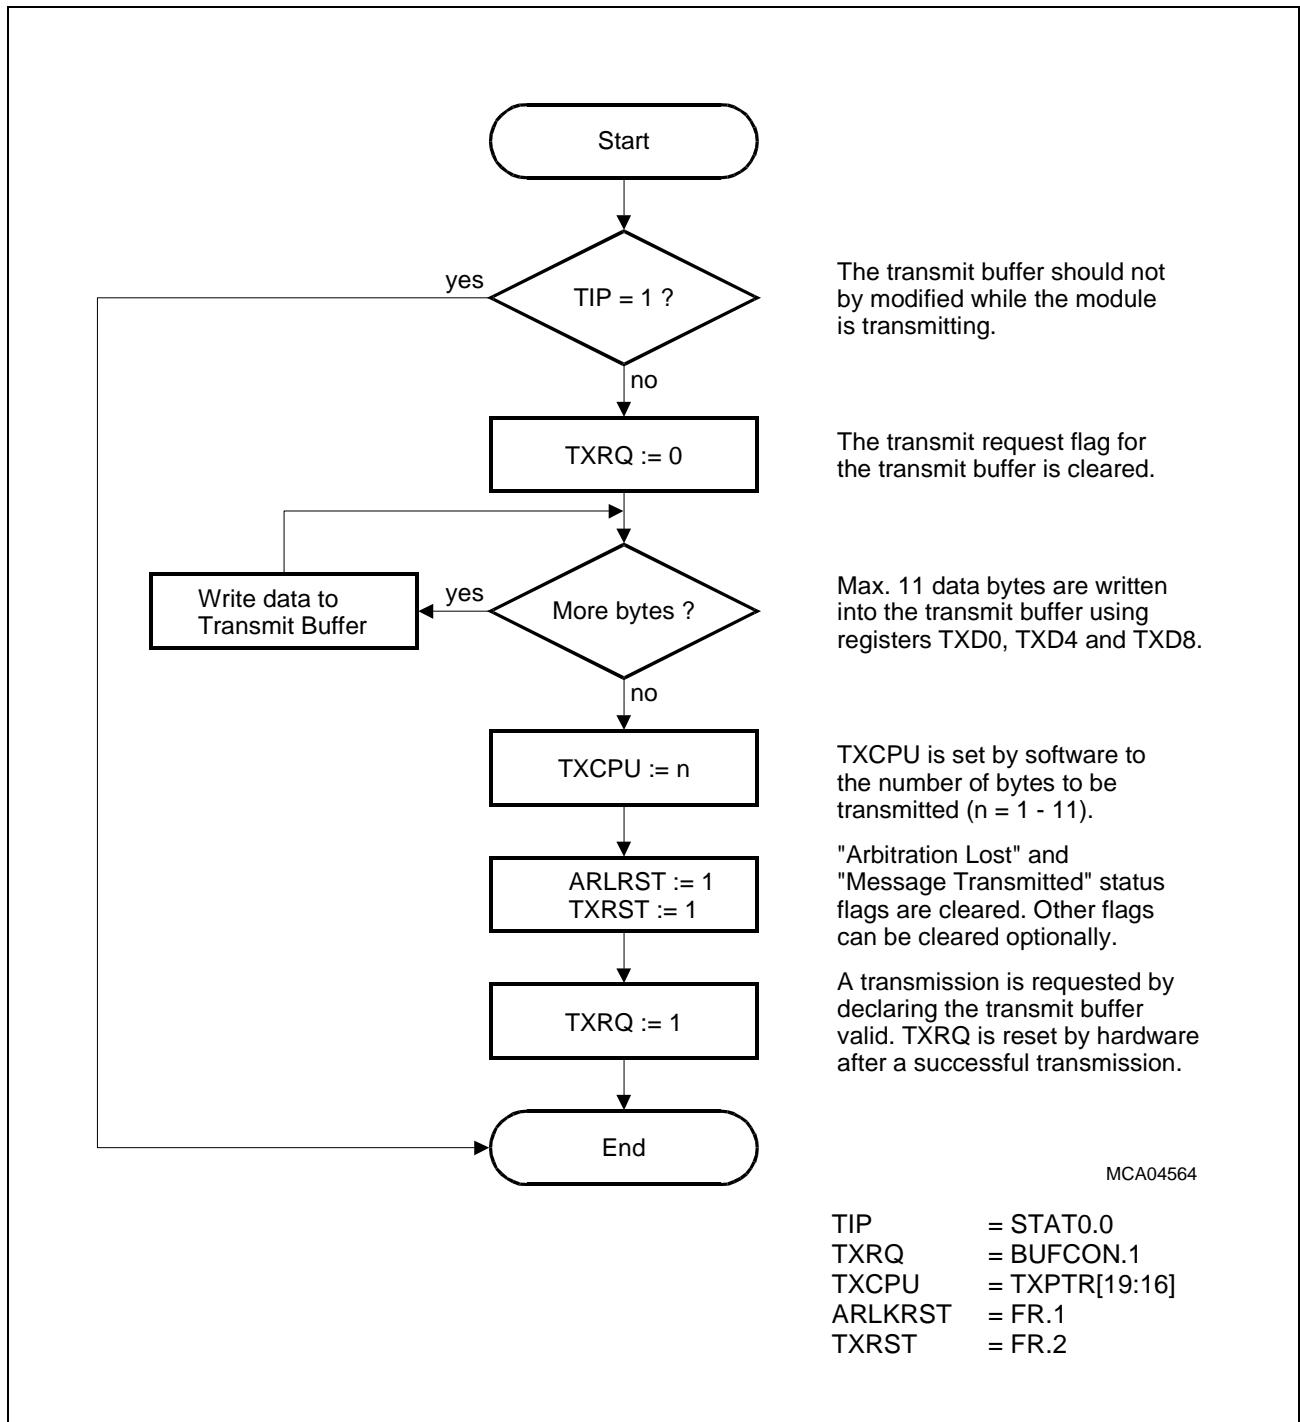 Start
yes
TIP = 1 ?
The transmit buffer should not
by modified while the module
is transmitting.
no
TXRQ := 0
The transmit request flag for
the transmit buffer is cleared.
Write data to
Transmit Buffer
yes
More bytes ?
Max. 11 data bytes are written
into the transmit buffer using
registers TXD0, TXD4 and TXD8.
no
TXCPU := n
TXCPU is set by software to
the number of bytes to be
transmitted (n = 1 - 11).
ARLRST := 1
TXRST := 1
"Arbitration Lost" and
"Message Transmitted" status
flags are cleared. Other flags
can be cleared optionally.
TXRQ := 1
A transmission is requested by
declaring the transmit buffer
valid. TXRQ is reset by hardware
after a successful transmission.
End
MCA04564
TIP = STAT0.0
TXRQ = BUFCON.1
TXCPU = TXPTR[19:16]
ARLKRST = FR.1
TXRST = FR.2